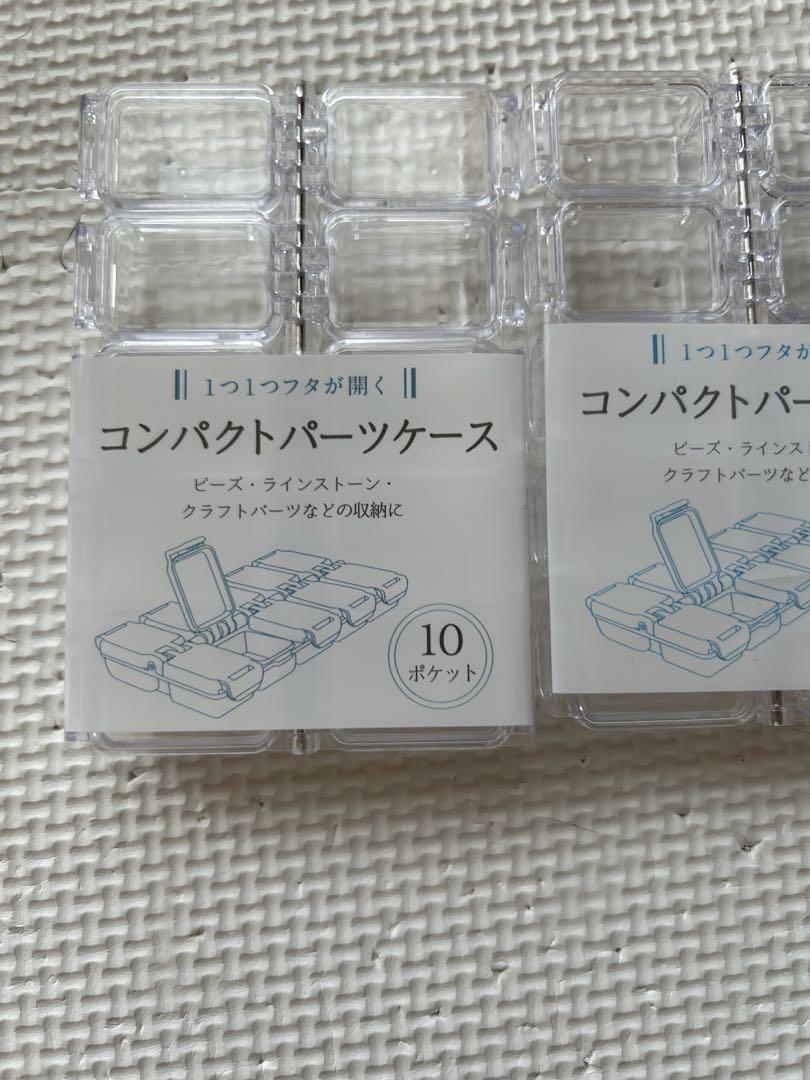 1つ1つフタが開く
コンパクトパーツケース
ビーズ・ラインストーン・
クラフトパーツなどの収納に
10
ポケット
1つ1つフタが
コンパクトパー
ビーズ・ラインスト
クラフトパーツなど